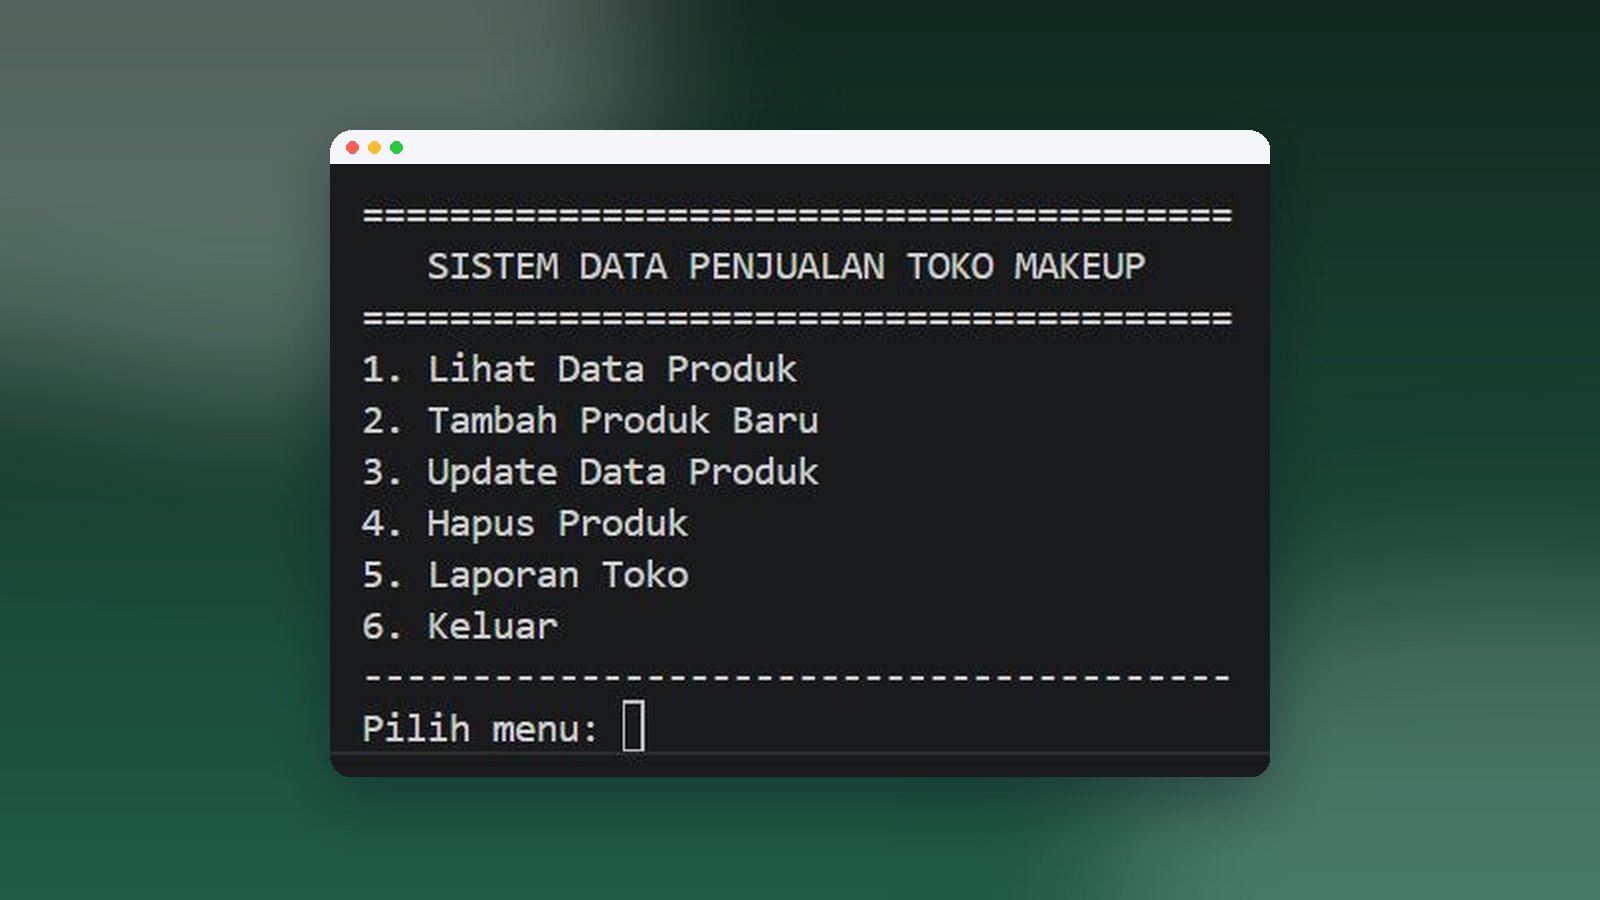 ========================================
SISTEM DATA PENJUALAN TOKO MAKEUP
========================================
1. Lihat Data Produk
2. Tambah Produk Baru
3. Update Data Produk
4. Hapus Produk
5. Laporan Toko
6. Keluar
----------------------------------------
Pilih menu: